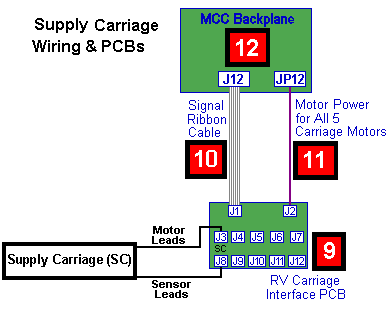 Supply Carriage
Wiring & PCBs
MCC Backplane
12
J12
JP12
Signal
Ribbon
Cable
Motor Power
for All 5
Carriage Motors
10
11
J1
J2
Motor
Leads
J3 J4 J5 J6 J7
SC
9
Supply Carriage (SC)
J8 J9 J10 J11 J12
Sensor
Leads
RV Carriage
Interface PCB